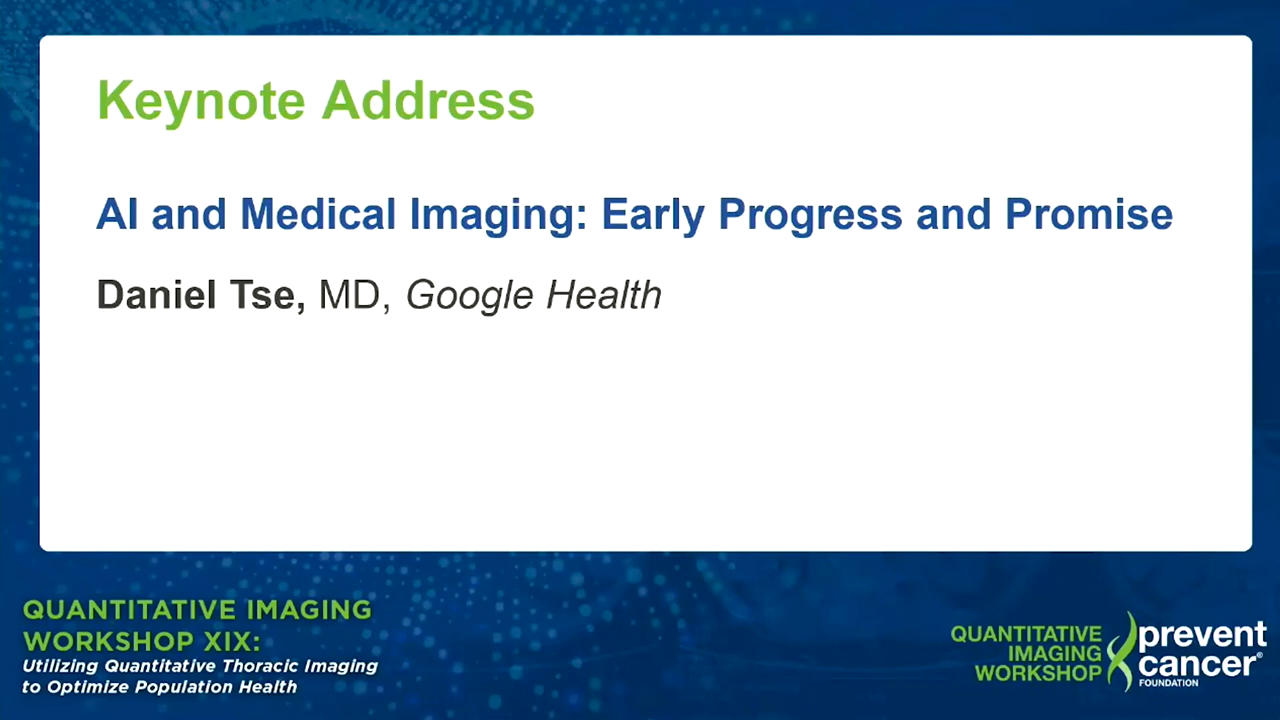 Keynote Address
AI and Medical Imaging: Early Progress and Promise
Daniel Tse, MD, Google Health
QUANTITATIVE IMAGING
WORKSHOP XIX:
Utilizing Quantitative Thoracic Imaging
to Optimize Population Health
QUANTITATIVE
IMAGING
WORKSHOP
prevent
cancer®
FOUNDATION